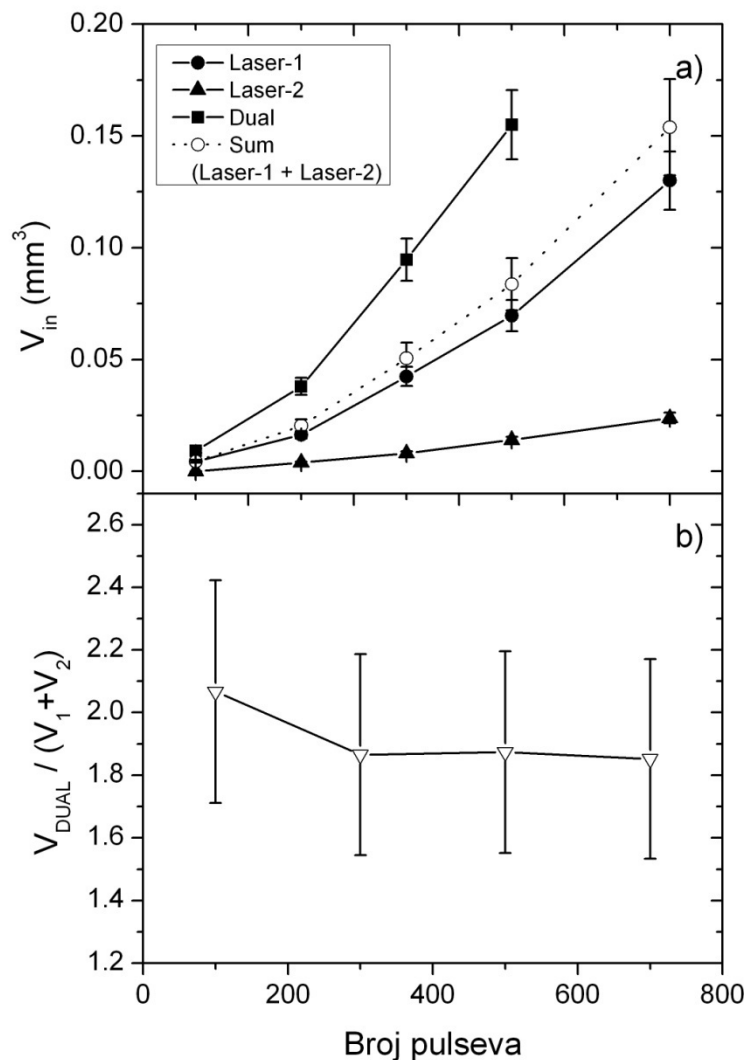 0.20
a)
Laser-1
Laser-2
Dual
Sum
(Laser-1 + Laser-2)
0.15
0.10
0.05
0.00
V_in (mm³)
b)
2.6
2.4
2.2
2.0
1.8
1.6
1.4
1.2
V_DUAL / (V_1+V_2)
0 200 400 600 800
Broj pulseva